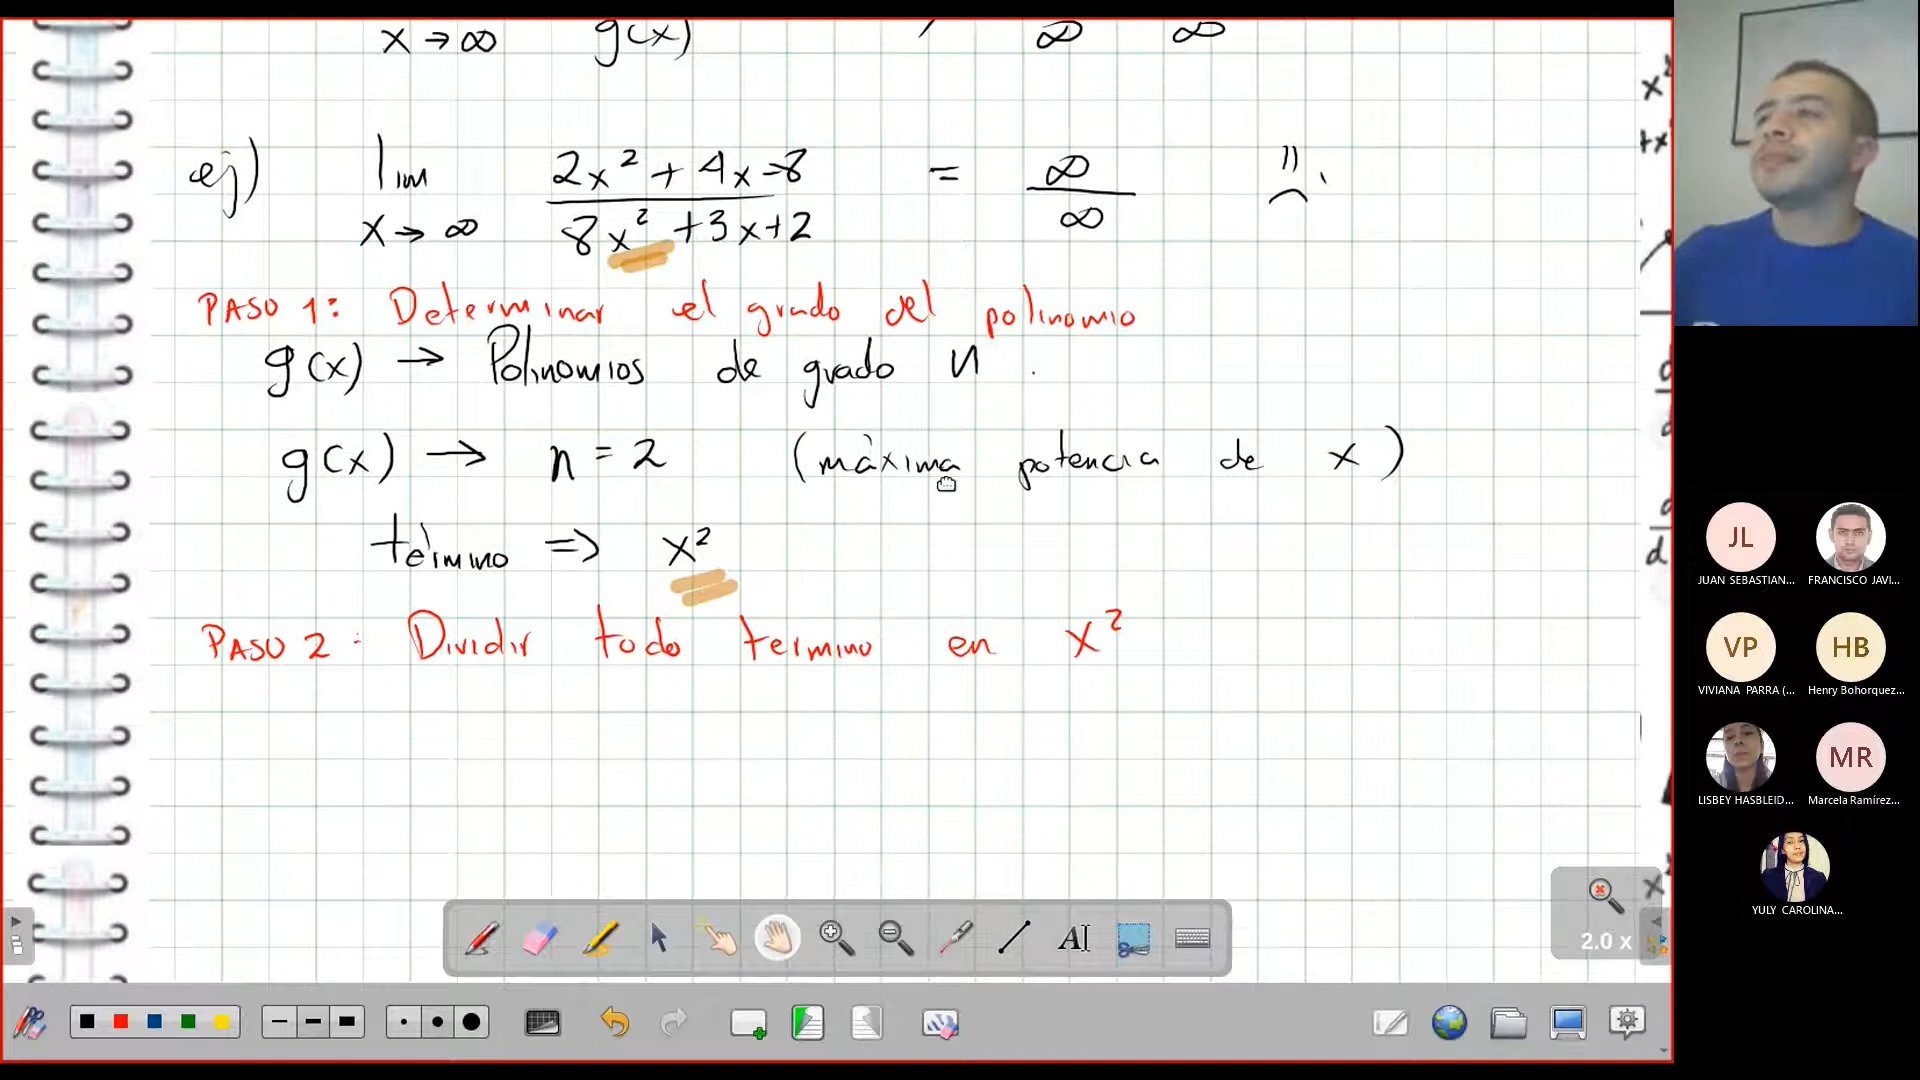 x → ∞ g(x) ∞ ∞
ej) lim 2x² + 4x - 8 = ∞
x → ∞ 8x² + 3x + 2 ∞
PASO 1: Determinar el grado del polinomio
g(x) → Polinomios de grado n.
g(x) → n = 2 (máxima potencia de x)
término => x²
PASO 2: Dividir todo termino en x²
JL
JUAN SEBASTIAN...
FRANCISCO JAVI...
VP
VIVIANA PARRA (...
HB
Henry Bohorquez...
LISBEY HASBLEID...
MR
Marcela Ramírez...
YULY CAROLINA...
AI
2.0 x